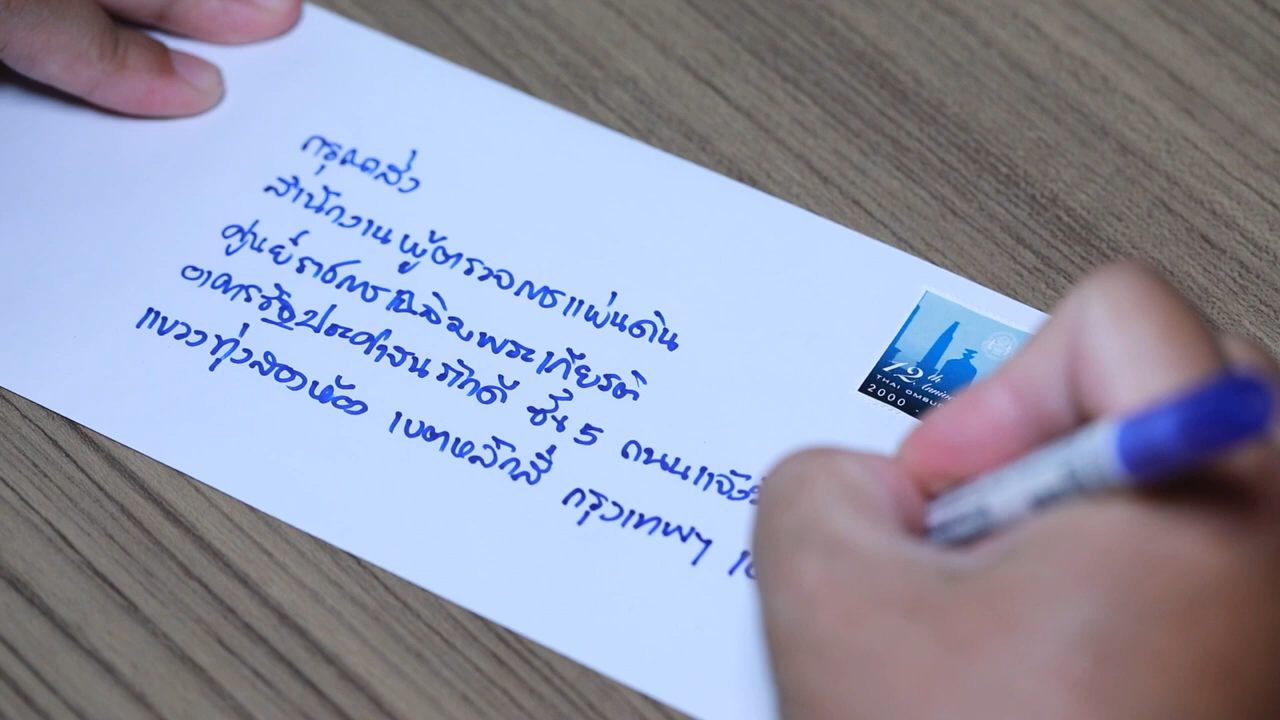 กรุณาส่ง
สำนักงานผู้ตรวจการแผ่นดิน
ศูนย์ราชการเฉลิมพระเกียรติ
อาคารรัฐประศาสนภักดี ชั้น 5 ถนนแจ้ง
แขวงทุ่งสองห้อง เขตหลักสี่ กรุงเทพฯ 10
12th
THAI OMBU
2000